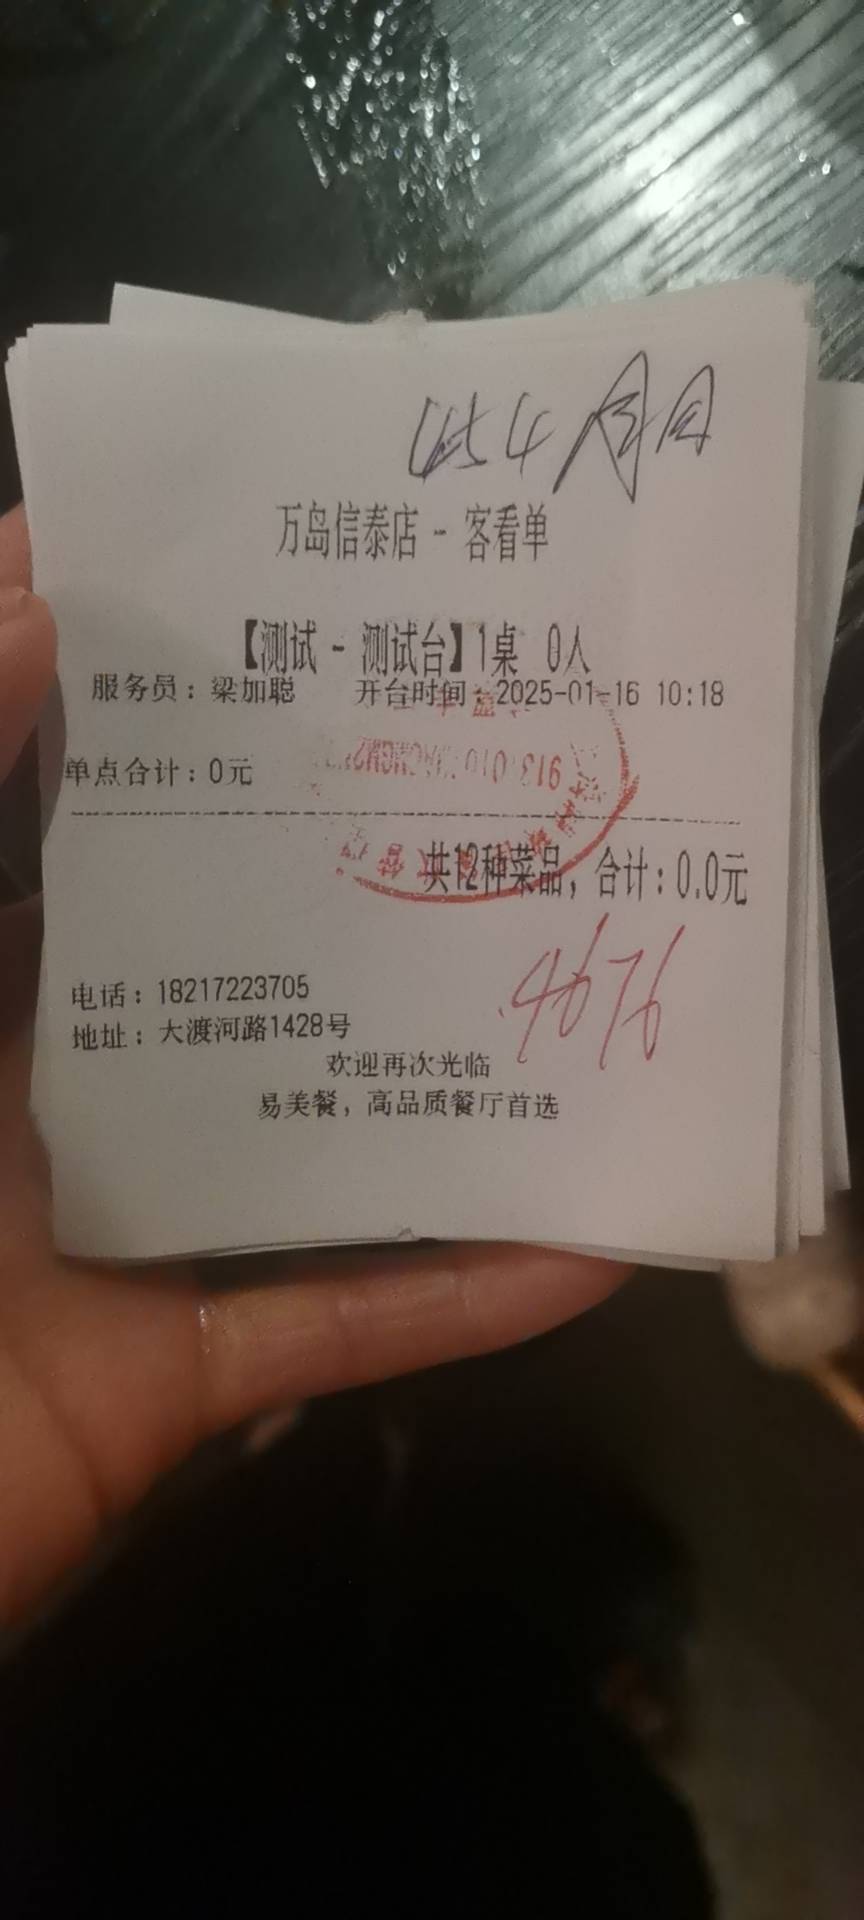 454
万岛信泰店 - 客看单
【测试 - 测试台】1桌 0人
服务员：梁加聪 开台时间：2025-01-16 10:18
单点合计：0元
共12种菜品，合计：0.0元
4676
电话：18217223705
地址：大渡河路1428号
欢迎再次光临
易美餐，高品质餐厅首选